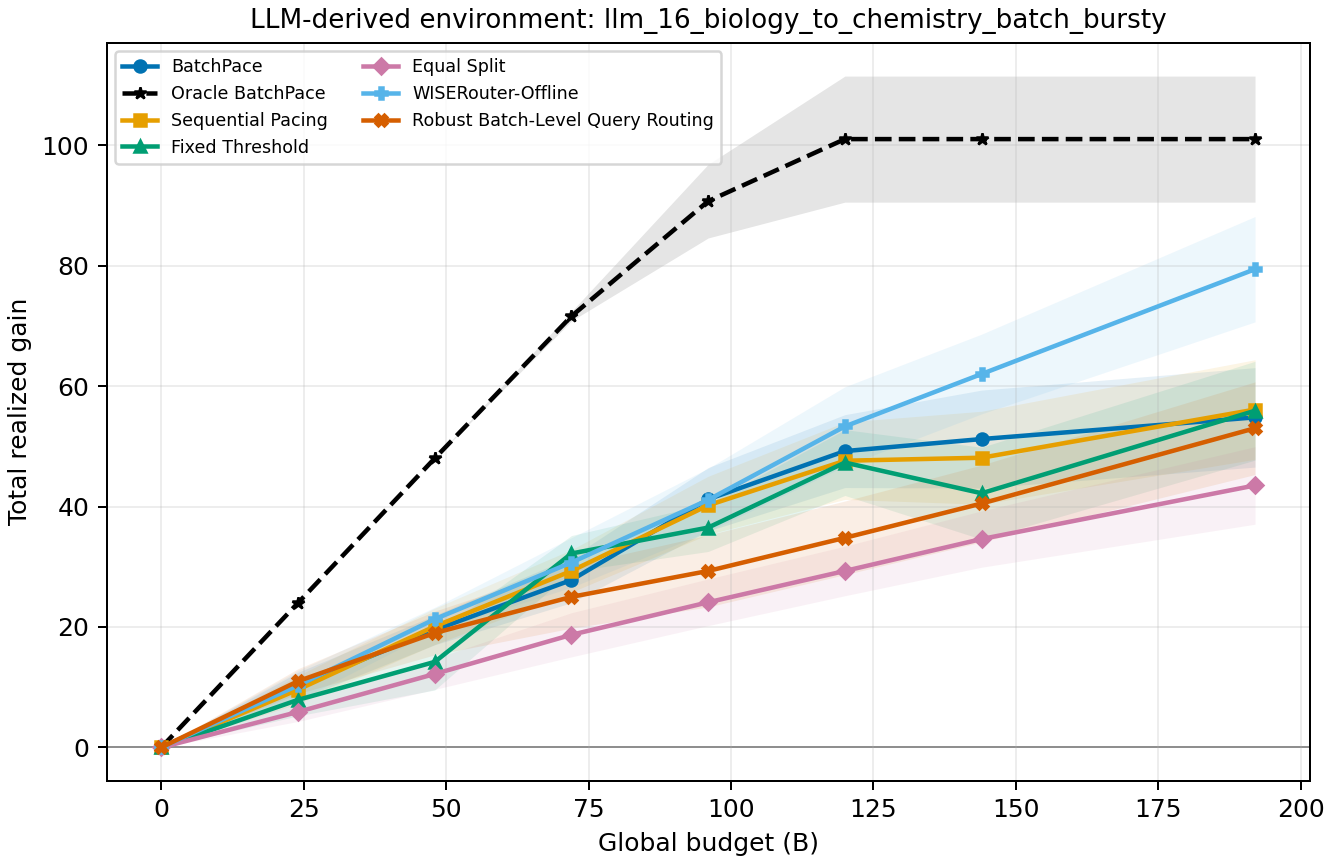 LLM-derived environment: llm_16_biology_to_chemistry_batch_bursty
BatchPace
Oracle BatchPace
Sequential Pacing
Fixed Threshold
Equal Split
WISERouter-Offline
Robust Batch-Level Query Routing
Total realized gain
100
80
60
40
20
0
0 25 50 75 100 125 150 175 200
Global budget (B)